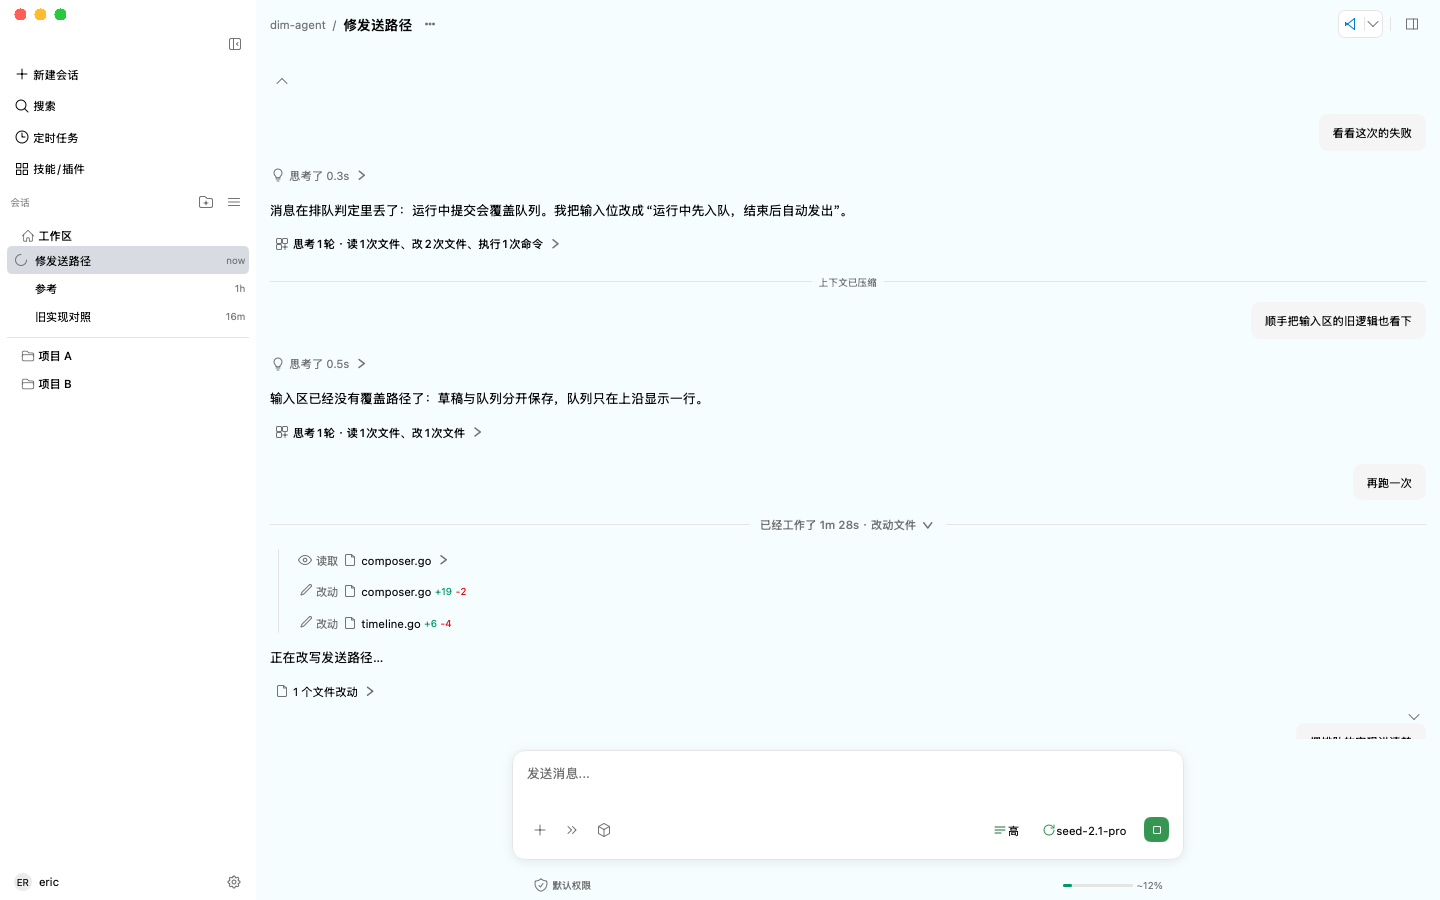 dim-agent / 修发送路径 ···
新建会话
搜索
定时任务
技能/插件
会话
工作区
修发送路径 now
参考 1h
旧实现对照 16m
项目 A
项目 B
ER eric
看看这次的失败
思考了 0.3s
消息在排队判定里丢了：运行中提交会覆盖队列。我把输入位改成“运行中先入队，结束后自动发出”。
思考1轮 · 读1次文件、改2次文件、执行1次命令
上下文已压缩
顺手把输入区的旧逻辑也看下
思考了 0.5s
输入区已经没有覆盖路径了：草稿与队列分开保存，队列只在上沿显示一行。
思考1轮 · 读1次文件、改1次文件
再跑一次
已经工作了 1m 28s · 改动文件
读取 composer.go
改动 composer.go +19 -2
改动 timeline.go +6 -4
正在改写发送路径...
1 个文件改动
发送消息...
高 seed-2.1-pro
默认权限 ~12%